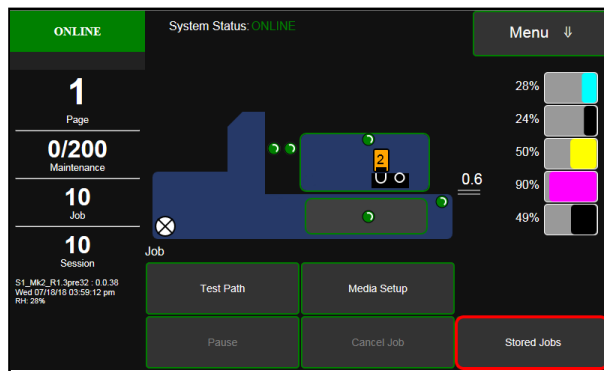 ONLINE
System Status: ONLINE
Menu ⇓
1
Page
0/200
Maintenance
10
Job
10
Session
S1_Mk2_R1.3pre32 : 0.0.38
Wed 07/18/18 03:59:12 pm
RH: 28%
2
0.6
28%
24%
50%
90%
49%
Job
Test Path
Media Setup
Pause
Cancel Job
Stored Jobs